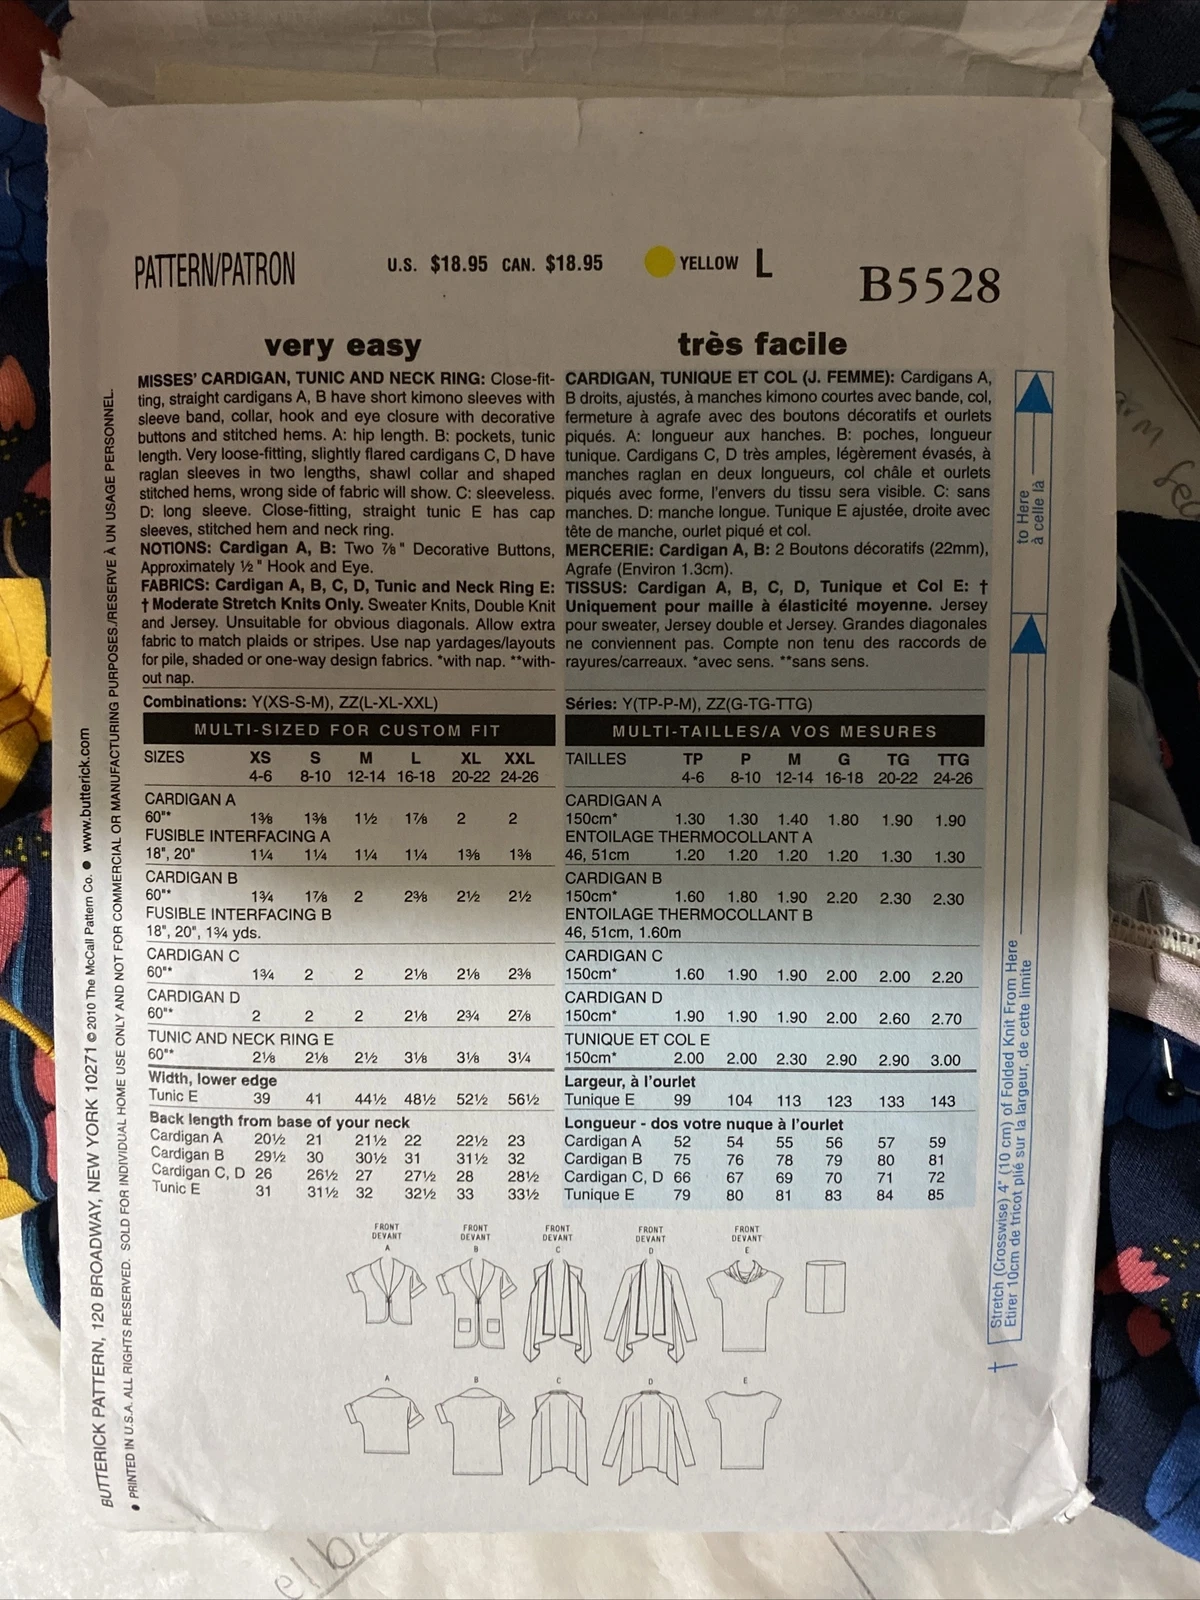 PATTERN/PATRON
U.S. $18.95 CAN. $18.95
YELLOW L
B5528
very easy
MISSES' CARDIGAN, TUNIC AND NECK RING: Close-fit-
ting, straight cardigans A, B have short kimono sleeves with
sleeve band, collar, hook and eye closure with decorative
buttons and stitched hems. A: hip length. B: pockets, tunic
length. Very loose-fitting, slightly flared cardigans C, D have
raglan sleeves in two lengths, shawl collar and shaped
stitched hems, wrong side of fabric will show. C: sleeveless.
D: long sleeve. Close-fitting, straight tunic E has cap
sleeves, stitched hem and neck ring.
NOTIONS: Cardigan A, B: Two ⅞" Decorative Buttons,
Approximately ½" Hook and Eye.
FABRICS: Cardigan A, B, C, D, Tunic and Neck Ring E:
† Moderate Stretch Knits Only. Sweater Knits, Double Knit
and Jersey. Unsuitable for obvious diagonals. Allow extra
fabric to match plaids or stripes. Use nap yardages/layouts
for pile, shaded or one-way design fabrics. *with nap. **with-
out nap.
Combinations: Y(XS-S-M), ZZ(L-XL-XXL)
MULTI-SIZED FOR CUSTOM FIT
SIZES XS S M L XL XXL
4-6 8-10 12-14 16-18 20-22 24-26
CARDIGAN A
60"* 1⅜ 1⅜ 1½ 1⅞ 2 2
FUSIBLE INTERFACING A
18", 20" 1¼ 1¼ 1¼ 1¼ 1⅜ 1⅜
CARDIGAN B
60"* 1¾ 1⅞ 2 2⅜ 2½ 2½
FUSIBLE INTERFACING B
18", 20", 1¾ yds.
CARDIGAN C
60"* 1¾ 2 2 2⅛ 2⅛ 2⅜
CARDIGAN D
60"* 2 2 2 2⅛ 2¾ 2⅞
TUNIC AND NECK RING E
60"* 2⅛ 2⅛ 2½ 3⅛ 3⅛ 3¼
Width, lower edge
Tunic E 39 41 44½ 48½ 52½ 56½
Back length from base of your neck
Cardigan A 20½ 21 21½ 22 22½ 23
Cardigan B 29½ 30 30½ 31 31½ 32
Cardigan C, D 26 26½ 27 27½ 28 28½
Tunic E 31 31½ 32 32½ 33 33½
très facile
CARDIGAN, TUNIQUE ET COL (J. FEMME): Cardigans A,
B droits, ajustés, à manches kimono courtes avec bande, col,
fermeture à agrafe avec des boutons décoratifs et ourlets
piqués. A: longueur aux hanches. B: poches, longueur
tunique. Cardigans C, D très amples, légèrement évasés, à
manches raglan en deux longueurs, col châle et ourlets
piqués avec forme, l'envers du tissu sera visible. C: sans
manches. D: manche longue. Tunique E ajustée, droite avec
tête de manche, ourlet piqué et col.
MERCERIE: Cardigan A, B: 2 Boutons décoratifs (22mm),
Agrafe (Environ 1.3cm).
TISSUS: Cardigan A, B, C, D, Tunique et Col E: †
Uniquement pour maille à élasticité moyenne. Jersey
pour sweater, Jersey double et Jersey. Grandes diagonales
ne conviennent pas. Compte non tenu des raccords de
rayures/carreaux. *avec sens. **sans sens.
Séries: Y(TP-P-M), ZZ(G-TG-TTG)
MULTI-TAILLES/A VOS MESURES
TAILLES TP P M G TG TTG
4-6 8-10 12-14 16-18 20-22 24-26
CARDIGAN A
150cm* 1.30 1.30 1.40 1.80 1.90 1.90
ENTOILAGE THERMOCOLLANT A
46, 51cm 1.20 1.20 1.20 1.20 1.30 1.30
CARDIGAN B
150cm* 1.60 1.80 1.90 2.20 2.30 2.30
ENTOILAGE THERMOCOLLANT B
46, 51cm, 1.60m
CARDIGAN C
150cm* 1.60 1.90 1.90 2.00 2.00 2.20
CARDIGAN D
150cm* 1.90 1.90 1.90 2.00 2.60 2.70
TUNIQUE ET COL E
150cm* 2.00 2.00 2.30 2.90 2.90 3.00
Largeur, à l'ourlet
Tunique E 99 104 113 123 133 143
Longueur - dos votre nuque à l'ourlet
Cardigan A 52 54 55 56 57 59
Cardigan B 75 76 78 79 80 81
Cardigan C, D 66 67 69 70 71 72
Tunique E 79 80 81 83 84 85
FRONT FRONT FRONT FRONT FRONT
DEVANT DEVANT DEVANT DEVANT DEVANT
A B C D E
A B C D E
BUTTERICK PATTERN, 120 BROADWAY, NEW YORK 10271 © 2010 The McCall Pattern Co. ● www.butterick.com
● PRINTED IN U.S.A. ALL RIGHTS RESERVED. SOLD FOR INDIVIDUAL HOME USE ONLY AND NOT FOR COMMERCIAL OR MANUFACTURING PURPOSES./RESERVE À UN USAGE PERSONNEL.
† Stretch (Crosswise) 4" (10 cm) of Folded Knit From Here
Etirer 10cm de tricot plié sur la largeur, de cette limite
to Here
à celle là
elb